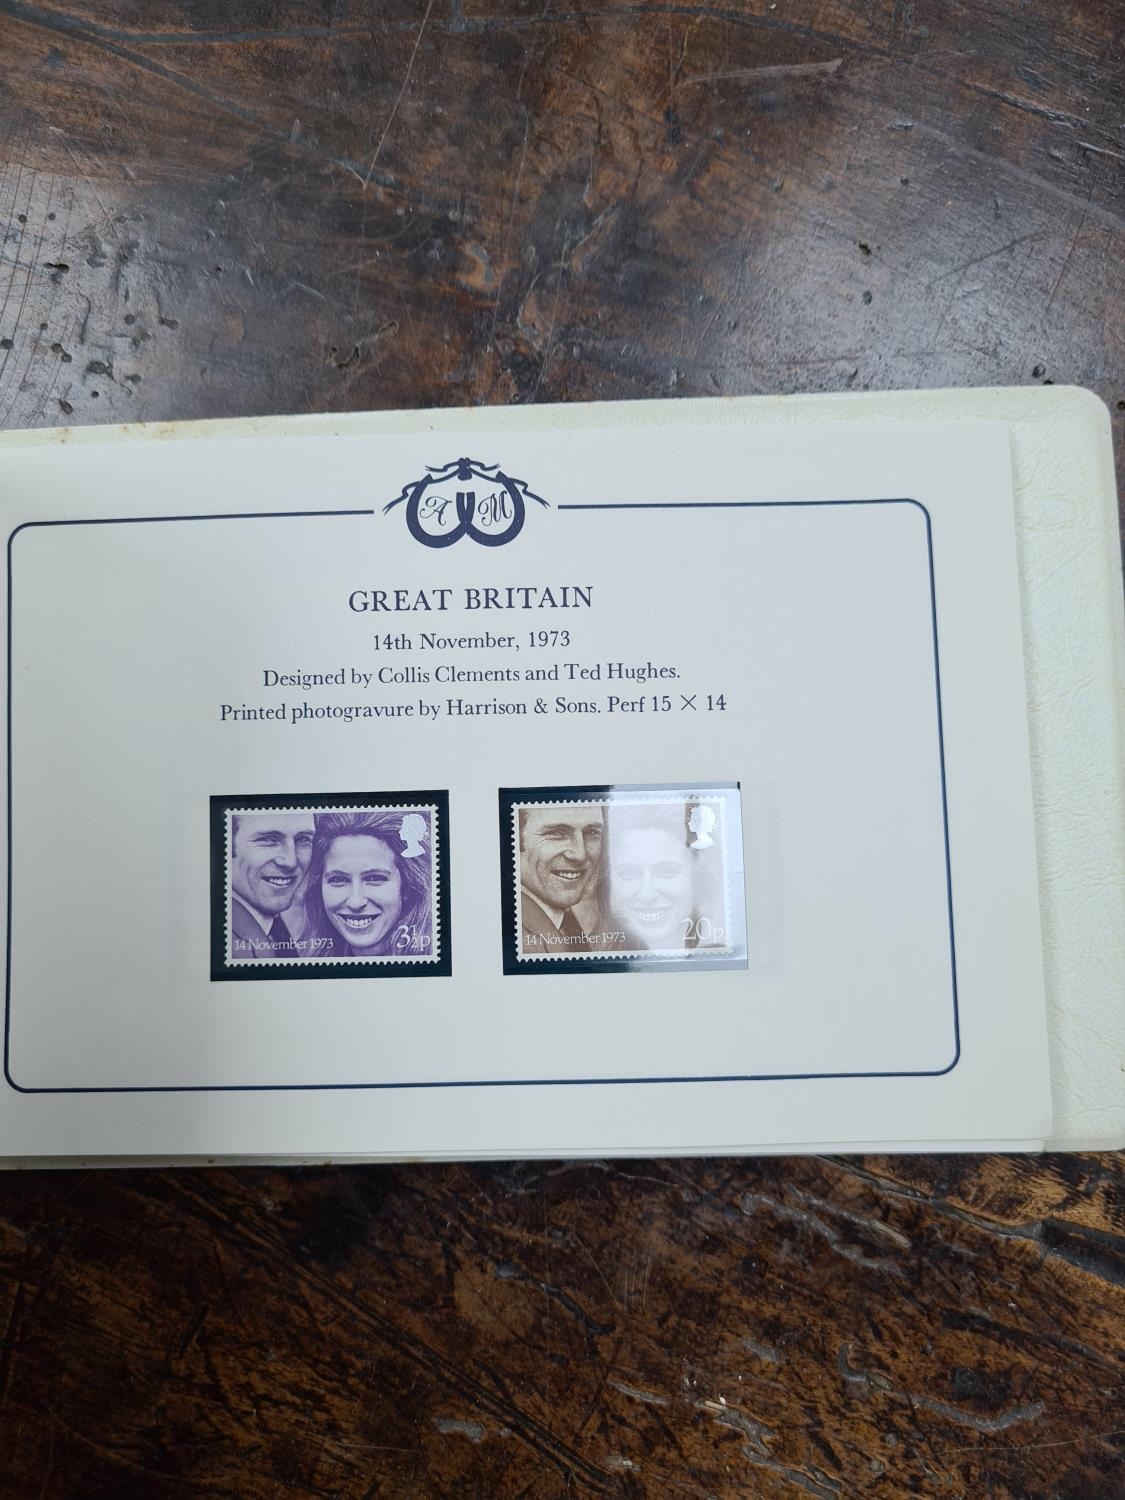 A M
GREAT BRITAIN
14th November, 1973
Designed by Collis Clements and Ted Hughes.
Printed photogravure by Harrison & Sons. Perf 15 × 14
14 November 1973 3½p
14 November 1973 20p